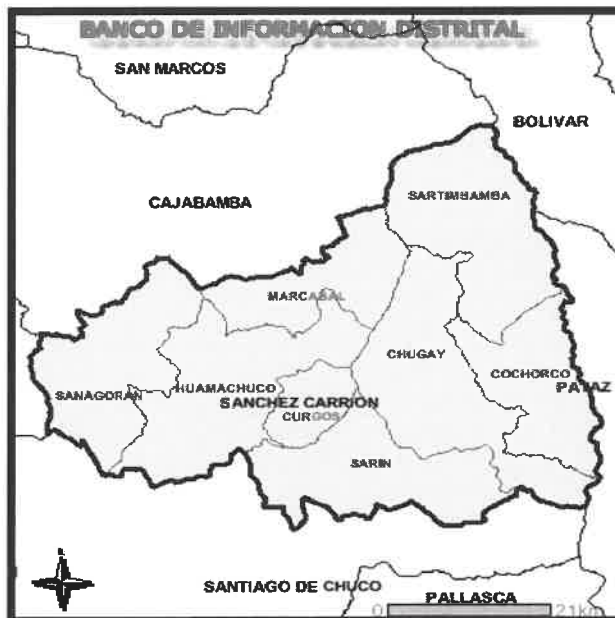 BANCO DE INFORMACION DISTRITAL
SAN MARCOS
BOLIVAR
SARTIMBAMBA
CAJABAMBA
MARCABAL
CHUGAY
COCHORCO
PATAZ
SANAGORAN
HUAMACHUCO
SANCHEZ CARRION
CURGOS
SARIN
SANTIAGO DE CHUCO
PALLASCA
0 21km